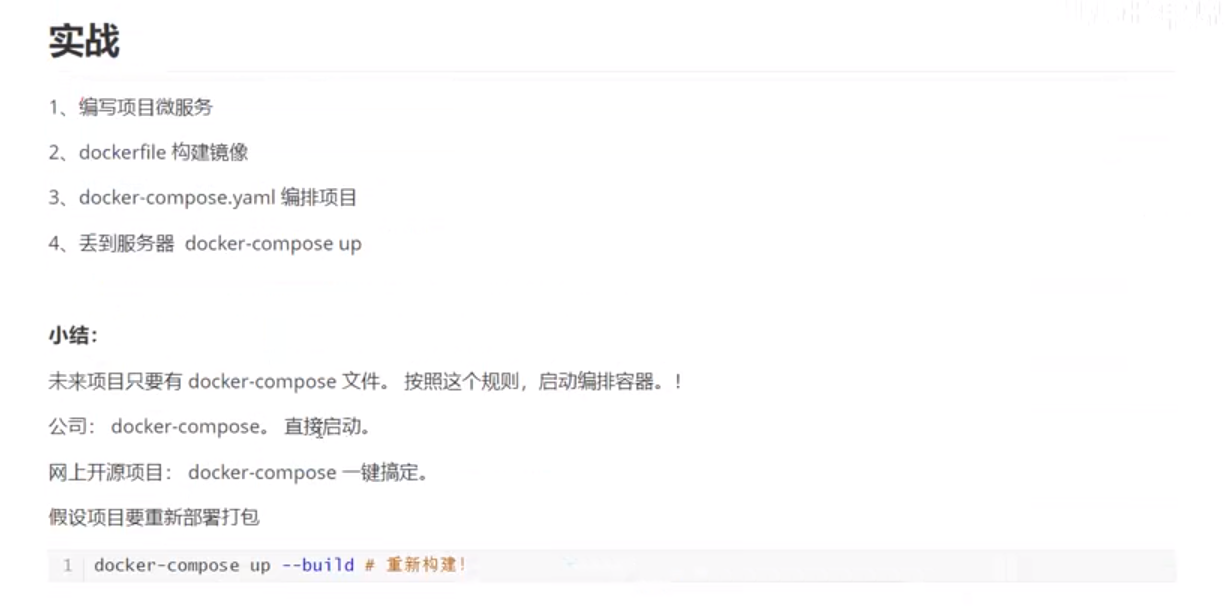 实战
1、编写项目微服务
2、dockerfile 构建镜像
3、docker-compose.yaml 编排项目
4、丢到服务器 docker-compose up
小结：
未来项目只要有 docker-compose 文件。 按照这个规则，启动编排容器。！
公司： docker-compose。 直接启动。
网上开源项目： docker-compose 一键搞定。
假设项目要重新部署打包
1 docker-compose up --build # 重新构建！